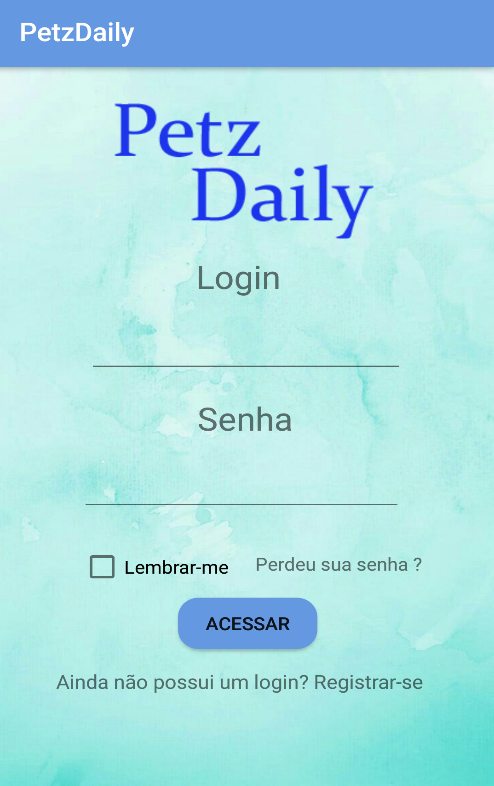 PetzDaily
Petz
Daily
Login
Senha
Lembrar-me Perdeu sua senha ?
ACESSAR
Ainda não possui um login? Registrar-se